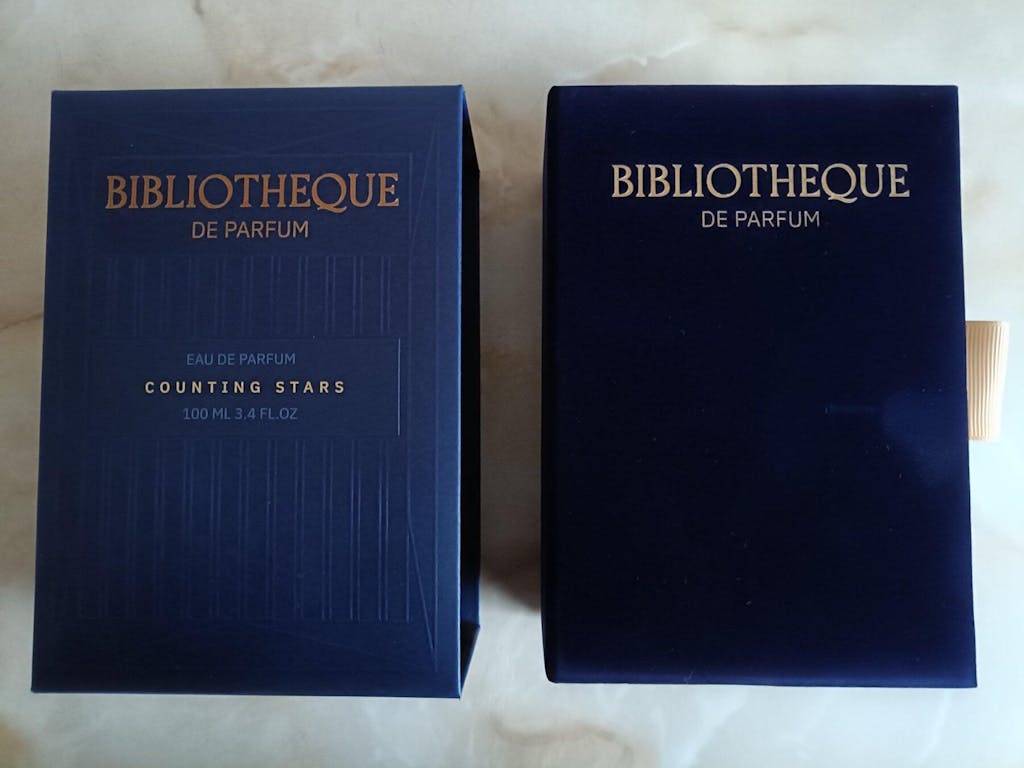 BIBLIOTHEQUE
DE PARFUM
EAU DE PARFUM
COUNTING STARS
100 ML 3.4 FL.OZ
BIBLIOTHEQUE
DE PARFUM